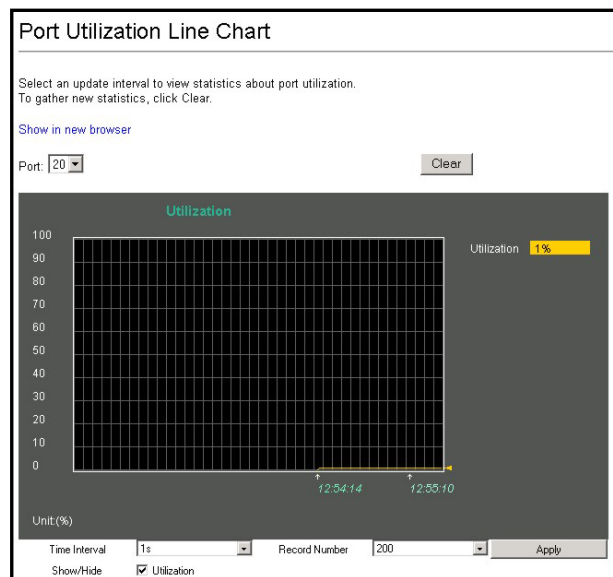 Port Utilization Line Chart
Select an update interval to view statistics about port utilization.
To gather new statistics, click Clear.
Show in new browser
Port: 20 Clear
Utilization
100
90
80
70
60
50
40
30
20
10
0
Utilization 1%
12:54:14 12:55:10
Unit:(%)
Time Interval 1s Record Number 200 Apply
Show/Hide Utilization